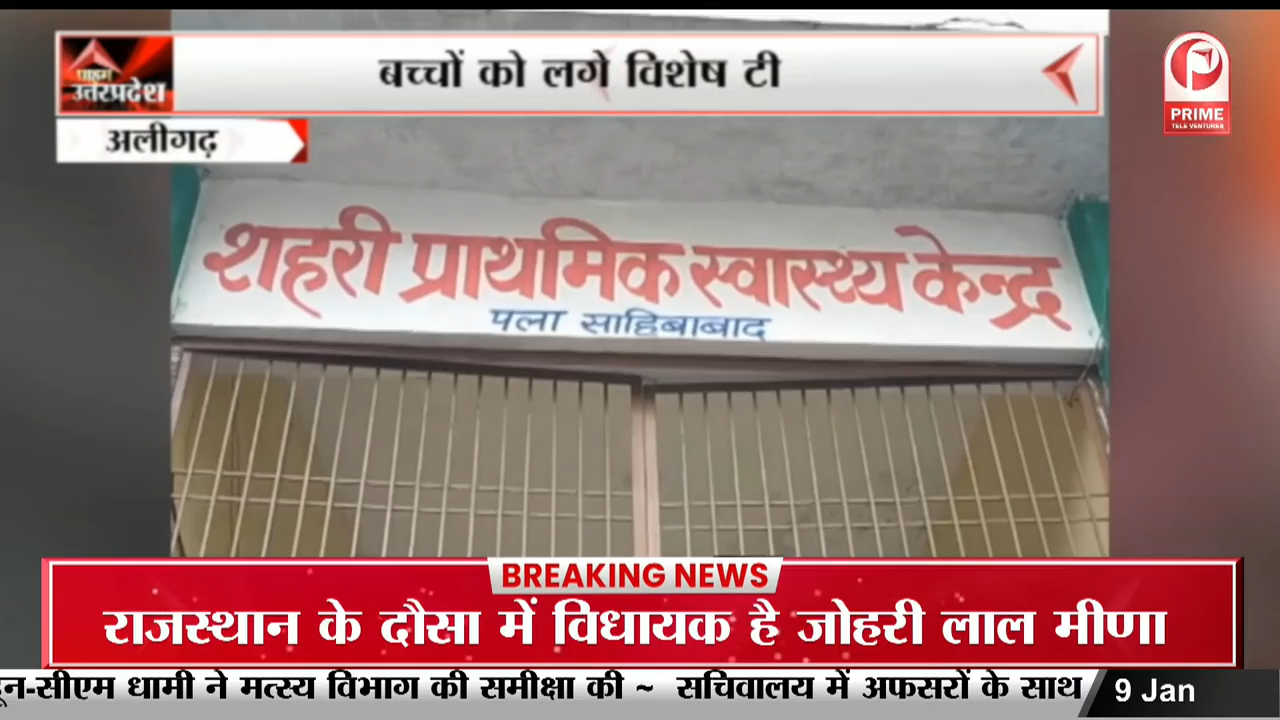 बच्चों को लगे विशेष टी
प्राइम
उत्तरप्रदेश
PRIME
TELE VENTURES
अलीगढ़
शहरी प्राथमिक स्वास्थ्य केन्द्र
पला साहिबाबाद
BREAKING NEWS
राजस्थान के दौसा में विधायक है जोहरी लाल मीणा
दून-सीएम धामी ने मत्स्य विभाग की समीक्षा की ~ सचिवालय में अफसरों के साथ
9 Jan